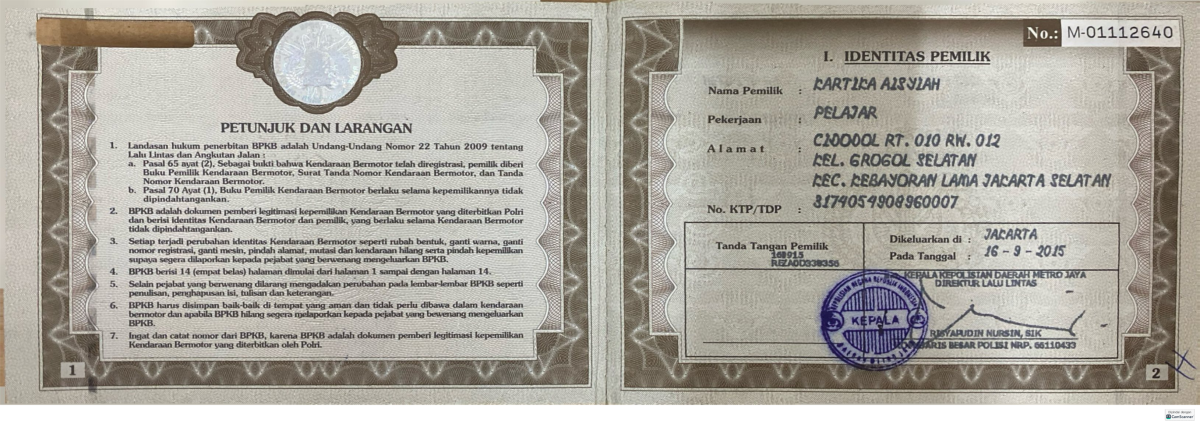 PETUNJUK DAN LARANGAN
1. Landasan hukum penerbitan BPKB adalah Undang-Undang Nomor 22 Tahun 2009 tentang
Lalu Lintas dan Angkutan Jalan :
a. Pasal 65 ayat (2), Sebagai bukti bahwa Kendaraan Bermotor telah diregistrasi, pemilik diberi
Buku Pemilik Kendaraan Bermotor, Surat Tanda Nomor Kendaraan Bermotor, dan Tanda
Nomor Kendaraan Bermotor.
b. Pasal 70 Ayat (1), Buku Pemilik Kendaraan Bermotor berlaku selama kepemilikannya tidak
dipindahtangankan.
2. BPKB adalah dokumen pemberi legitimasi kepemilikan Kendaraan Bermotor yang diterbitkan Polri
dan berisi identitas Kendaraan Bermotor dan pemilik, yang berlaku selama Kendaraan Bermotor
tidak dipindahtangankan.
3. Setiap terjadi perubahan identitas Kendaraan Bermotor seperti rubah bentuk, ganti warna, ganti
nomor registrasi, ganti mesin, pindah alamat, mutasi dan kendaraan hilang serta pindah kepemilikan
supaya segera dilaporkan kepada pejabat yang berwenang mengeluarkan BPKB.
4. BPKB berisi 14 (empat belas) halaman dimulai dari halaman 1 sampai dengan halaman 14.
5. Selain pejabat yang berwenang dilarang mengadakan perubahan pada lembar-lembar BPKB seperti
penulisan, penghapusan isi, tulisan dan keterangan.
6. BPKB harus disimpan baik-baik di tempat yang aman dan tidak perlu dibawa dalam kendaraan
bermotor dan apabila BPKB hilang segera melaporkan kepada pejabat yang berwenang mengeluarkan
BPKB.
7. Ingat dan catat nomor dari BPKB, karena BPKB adalah dokumen pemberi legitimasi kepemilikan
Kendaraan Bermotor yang diterbitkan oleh Polri.
1
No.: M-01112640
I. IDENTITAS PEMILIK
Nama Pemilik : KARTIKA AISYIAH
Pekerjaan : PELAJAR
Alamat : CIDODOL RT. 010 RW. 012
KEL. GROGOL SELATAN
KEC. KEBAYORAN LAMA JAKARTA SELATAN
No. KTP/TDP : 3174054908960007
Tanda Tangan Pemilik
Dikeluarkan di : JAKARTA
Pada Tanggal : 16 - 9 - 2015
KEPALA KEPOLISIAN DAERAH METRO JAYA
DIREKTUR LALU LINTAS
KEPALA
NURSIN, SIK
BESAR POLISI NRP. 66110433
2
CamScanner